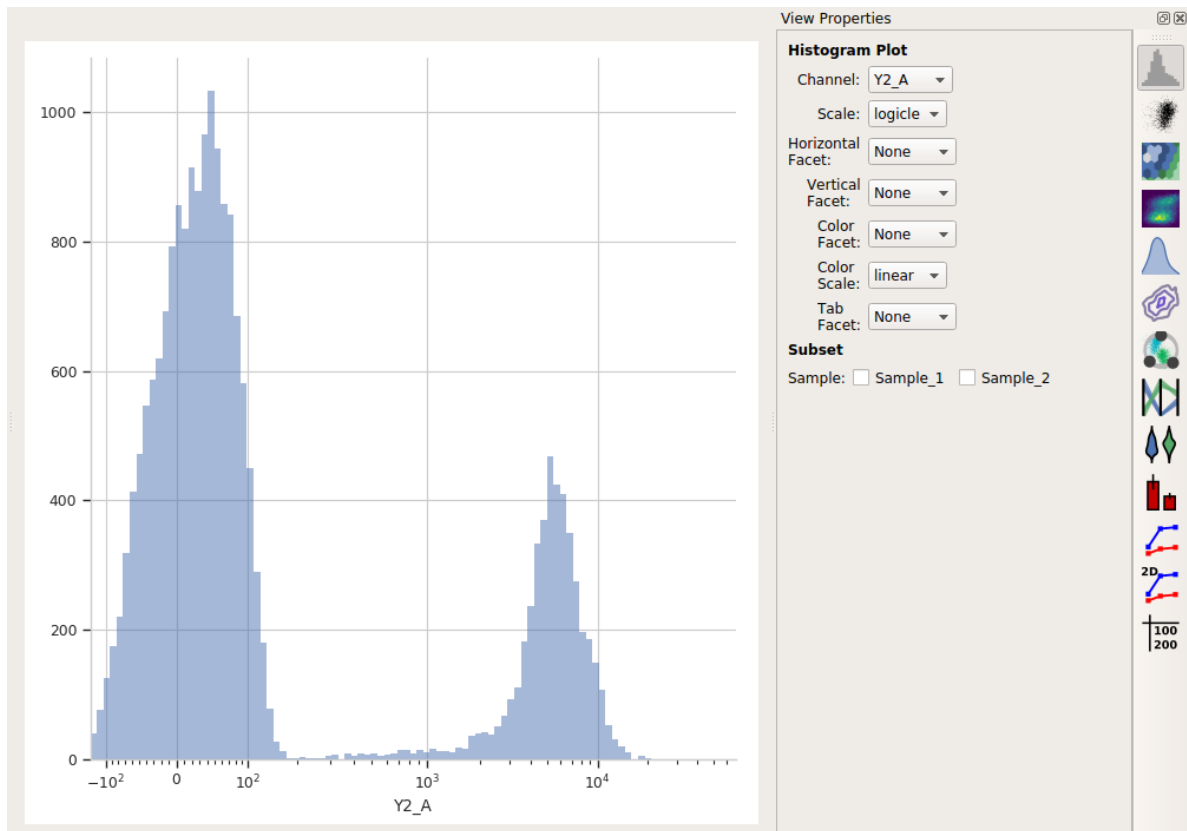 View Properties
Histogram Plot
Channel: Y2_A
Scale: logicle
Horizontal
Facet: None
Vertical
Facet: None
Color
Facet: None
Color
Scale: linear
Tab
Facet: None
Subset
Sample: Sample_1 Sample_2
1000
800
600
400
200
0
−10² 0 10² 10³ 10⁴
Y2_A
2D
100
200